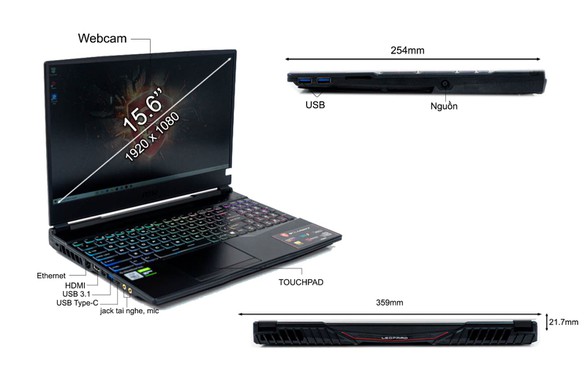 Webcam
15.6”
1920 x 1080
254mm
USB
Nguồn
Ethernet
HDMI
USB 3.1
USB Type-C
jack tai nghe, mic
TOUCHPAD
359mm
21.7mm
LEOPARD